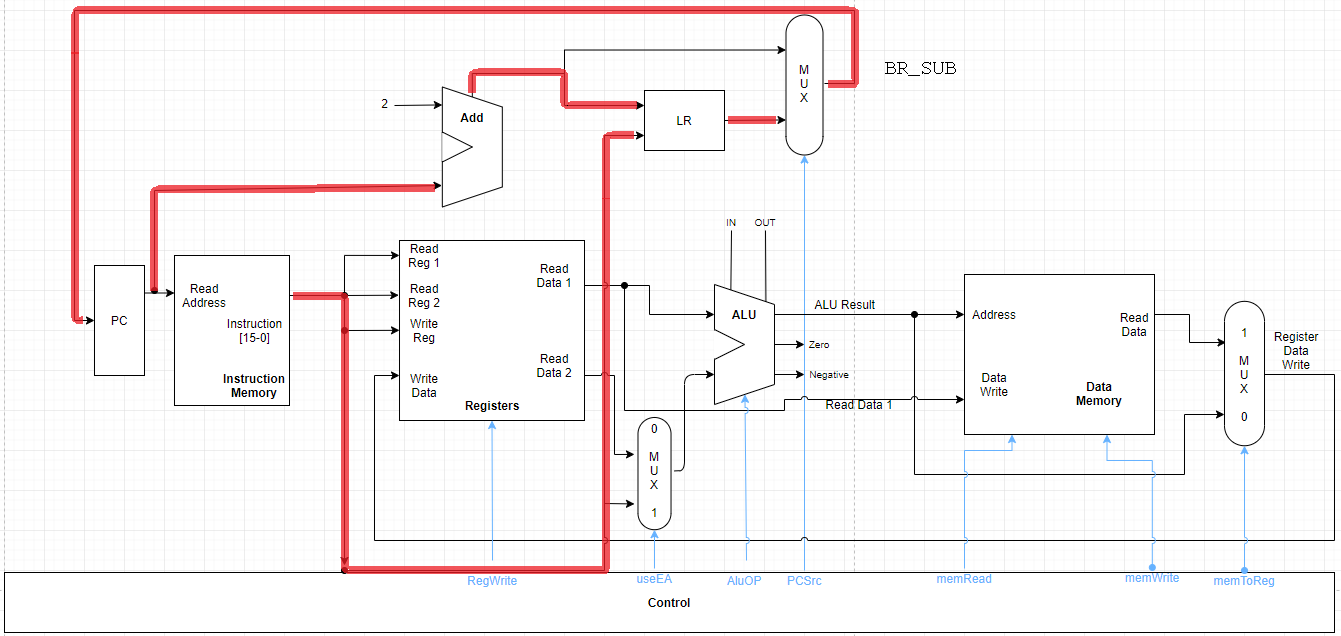 BR_SUB
M
U
X
2
Add
LR
IN OUT
PC
Read
Address
Instruction
[15-0]
Instruction
Memory
Read
Reg 1
Read
Reg 2
Write
Reg
Write
Data
Read
Data 1
Read
Data 2
Registers
0
M
U
X
1
ALU
ALU Result
Zero
Negative
Read Data 1
Address
Data
Write
Read
Data
Data
Memory
1
M
U
X
0
Register
Data
Write
RegWrite
useEA
AluOP
PCSrc
memRead
memWrite
memToReg
Control